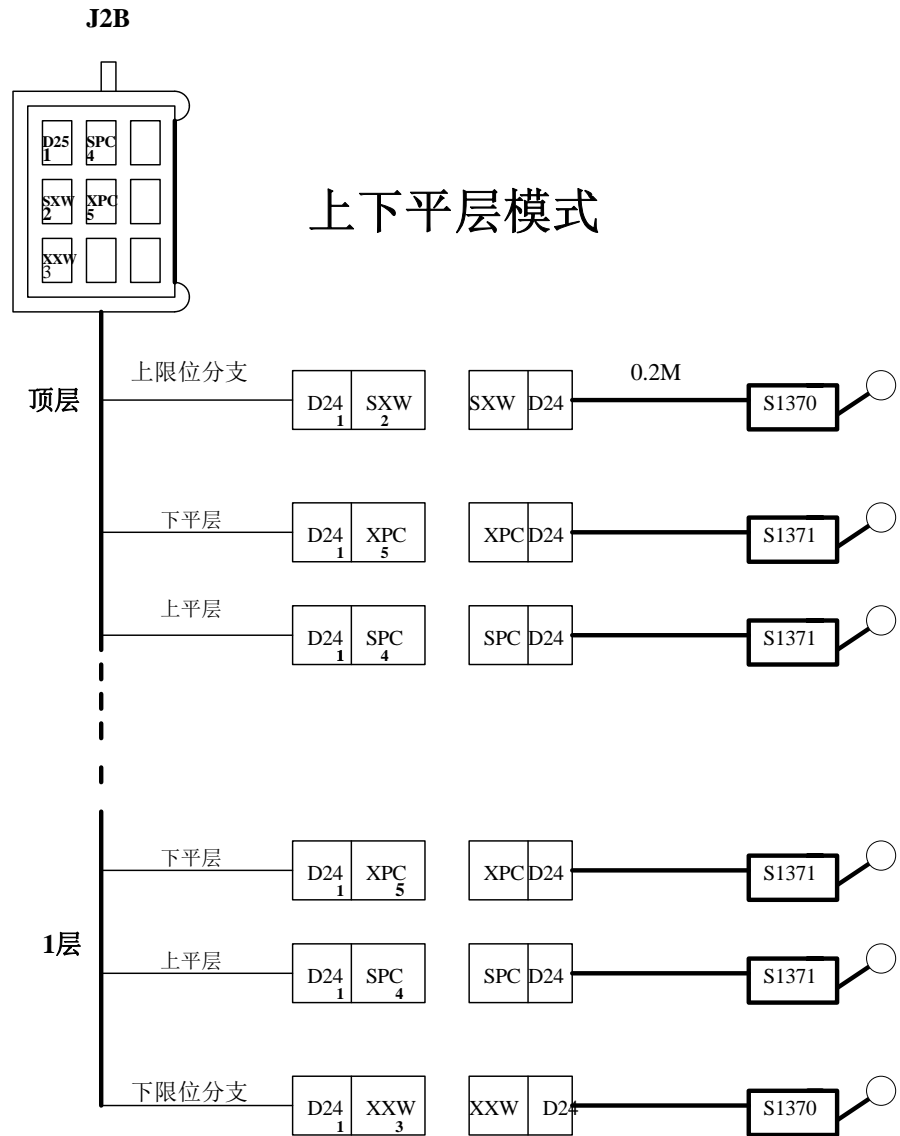 J2B
D25 SPC
1 4
SXW XPC
2 5
XXW
3
上下平层模式
顶层
上限位分支 D24 1 SXW 2 SXW D24 0.2M S1370
下平层 D24 1 XPC 5 XPC D24 S1371
上平层 D24 1 SPC 4 SPC D24 S1371
1层
下平层 D24 1 XPC 5 XPC D24 S1371
上平层 D24 1 SPC 4 SPC D24 S1371
下限位分支 D24 1 XXW 3 XXW D24 S1370